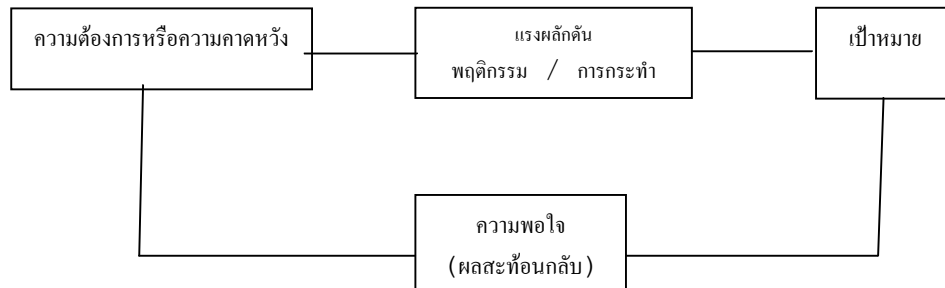 ความต้องการหรือความคาดหวัง
แรงผลักดัน
พฤติกรรม / การกระทำ
เป้าหมาย
ความพอใจ
(ผลสะท้อนกลับ)